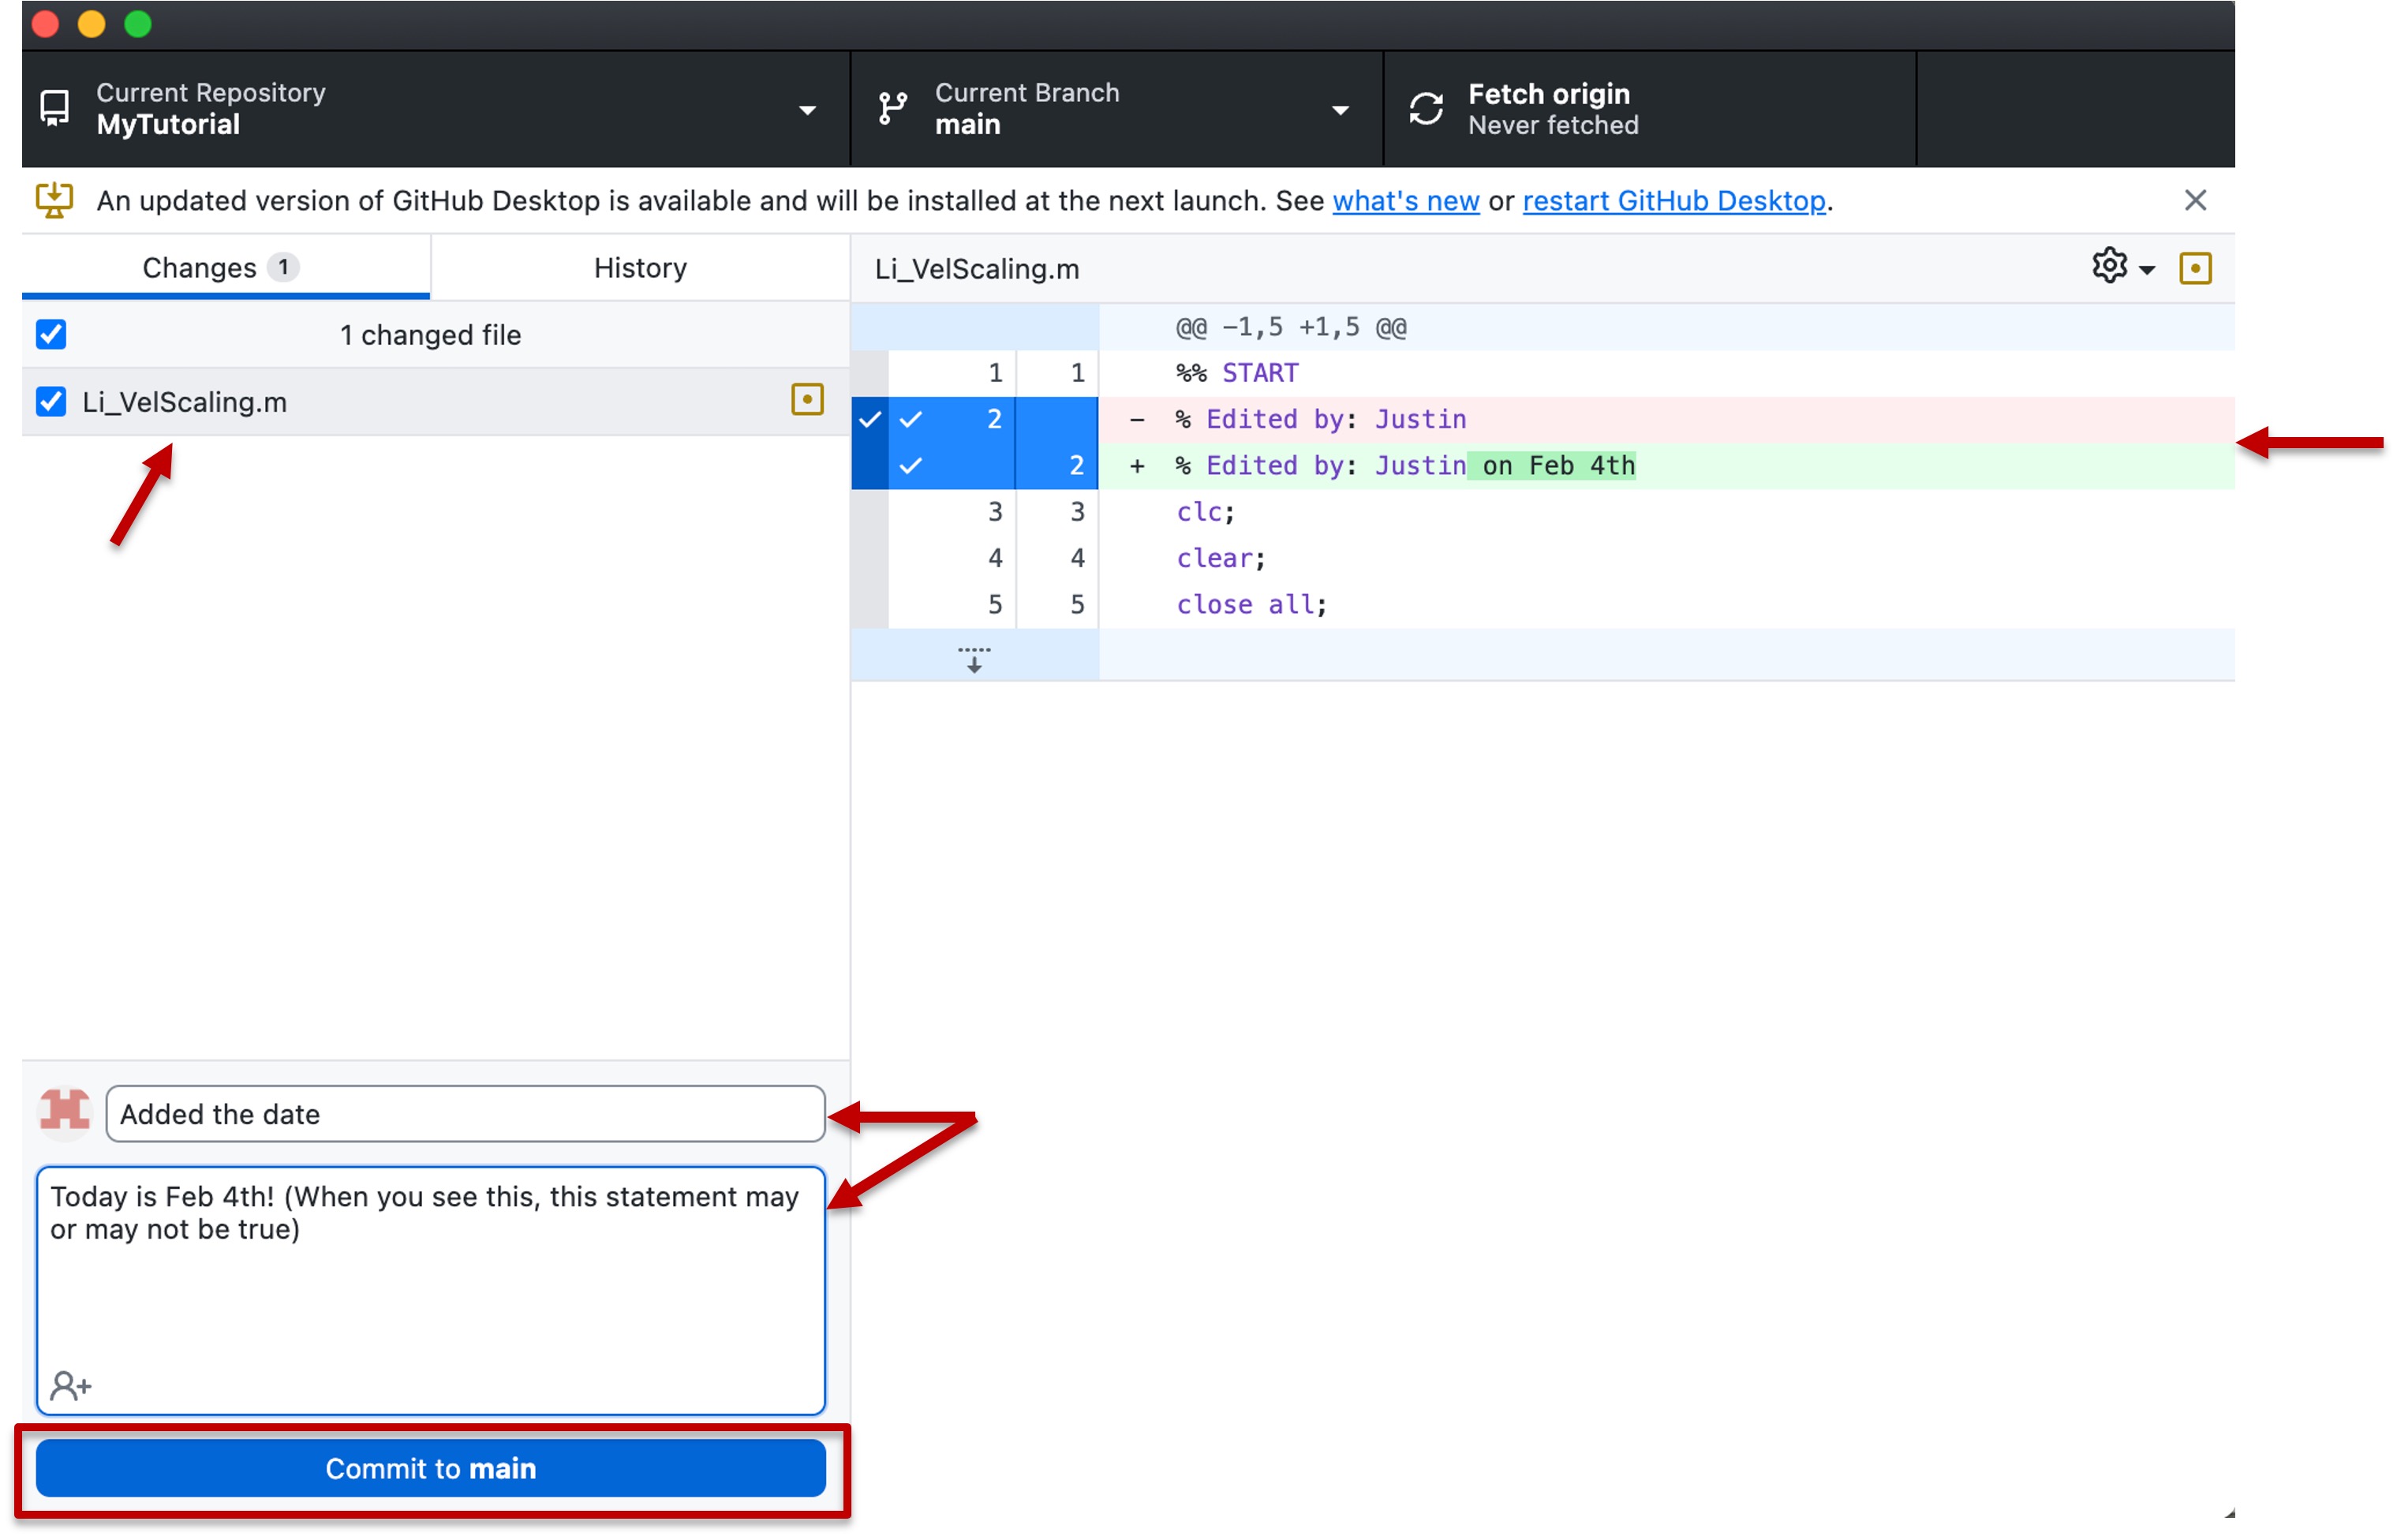 Current Repository
MyTutorial
Current Branch
main
Fetch origin
Never fetched
An updated version of GitHub Desktop is available and will be installed at the next launch. See what's new or restart GitHub Desktop.
Changes 1
History
1 changed file
Li_VelScaling.m
Li_VelScaling.m
@@ -1,5 +1,5 @@
1 1 %% START
2 - % Edited by: Justin
2 + % Edited by: Justin on Feb 4th
3 3 clc;
4 4 clear;
5 5 close all;
Added the date
Today is Feb 4th! (When you see this, this statement may
or may not be true)
Commit to main